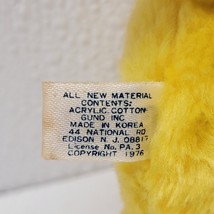 ALL NEW MATERIAL
CONTENTS:
ACRYLIC.COTTON
GUND INC
MADE IN KOREA
44 NATIONAL RD
EDISON N. J. 08817
License No. PA. 3
COPYRIGHT 1976